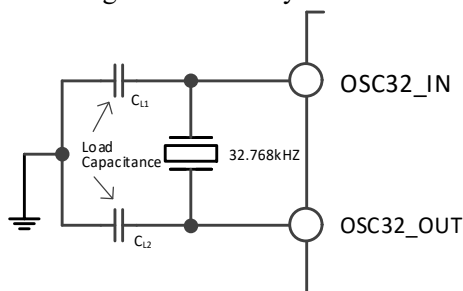 OSC32_IN
CL1
Load
Capacitance
32.768kHZ
CL2
OSC32_OUT